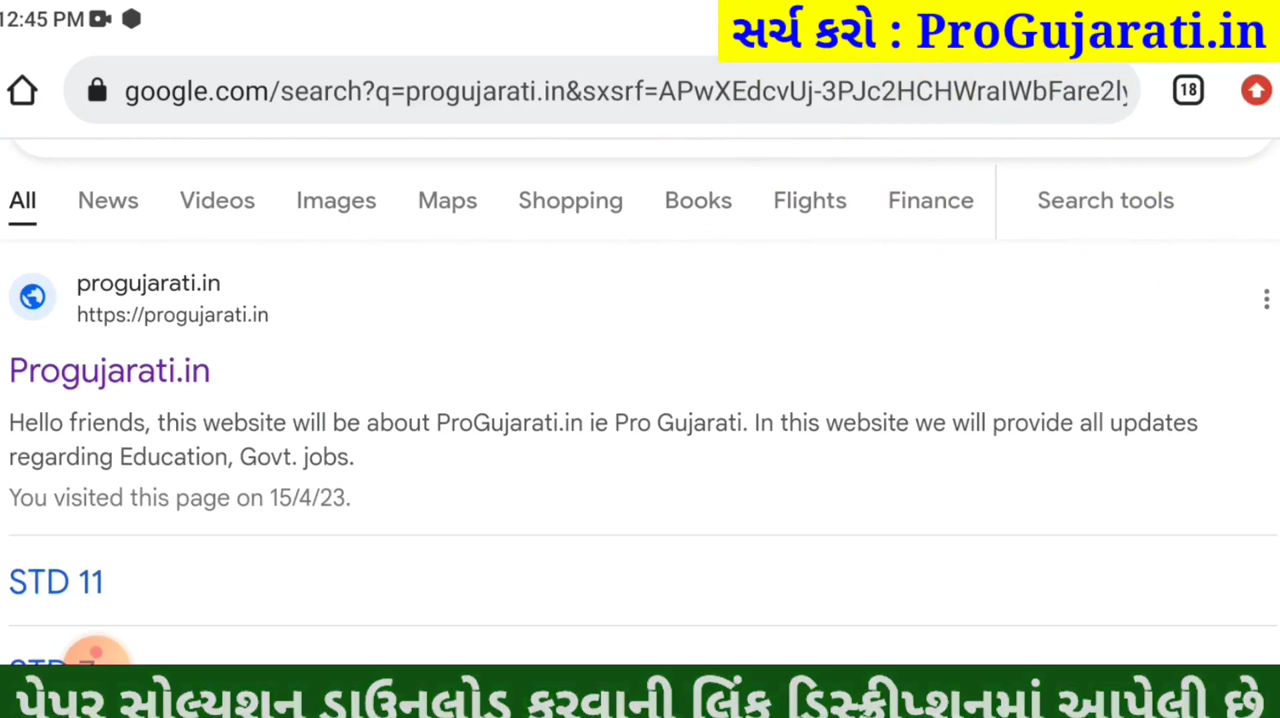 12:45 PM
સર્ચ કરો : ProGujarati.in
google.com/search?q=progujarati.in&sxsrf=APwXEdcvUj-3PJc2HCHWraIWbFare2ly
18
All News Videos Images Maps Shopping Books Flights Finance Search tools
progujarati.in
https://progujarati.in
Progujarati.in
Hello friends, this website will be about ProGujarati.in ie Pro Gujarati. In this website we will provide all updates
regarding Education, Govt. jobs.
You visited this page on 15/4/23.
STD 11
STD 7
પેપર સોલ્યુશન ડાઉનલોડ કરવાની લિંક ડિસ્ક્રીપ્શનમાં આપેલી છે